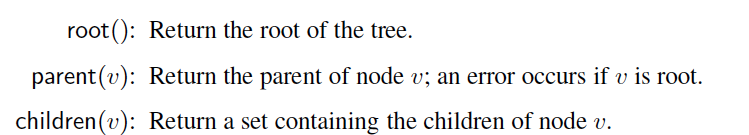 root(): Return the root of the tree.
parent(v): Return the parent of node v; an error occurs if v is root.
children(v): Return a set containing the children of node v.